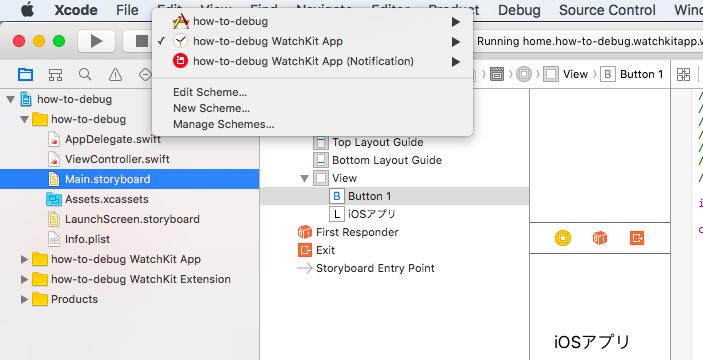 Xcode File Edit View Find Navigate Editor Product Debug Source Control
how-to-debug
✓ how-to-debug WatchKit App
how-to-debug WatchKit App (Notification)
Edit Scheme...
New Scheme...
Manage Schemes...
Running home.how-to-debug.watchkitapp.
View B Button 1
how-to-debug
how-to-debug
AppDelegate.swift
ViewController.swift
Main.storyboard
Assets.xcassets
LaunchScreen.storyboard
Info.plist
how-to-debug WatchKit App
how-to-debug WatchKit Extension
Products
Top Layout Guide
Bottom Layout Guide
View
B Button 1
L iOSアプリ
First Responder
Exit
Storyboard Entry Point
iOSアプリ
//
//
//
//
//
//